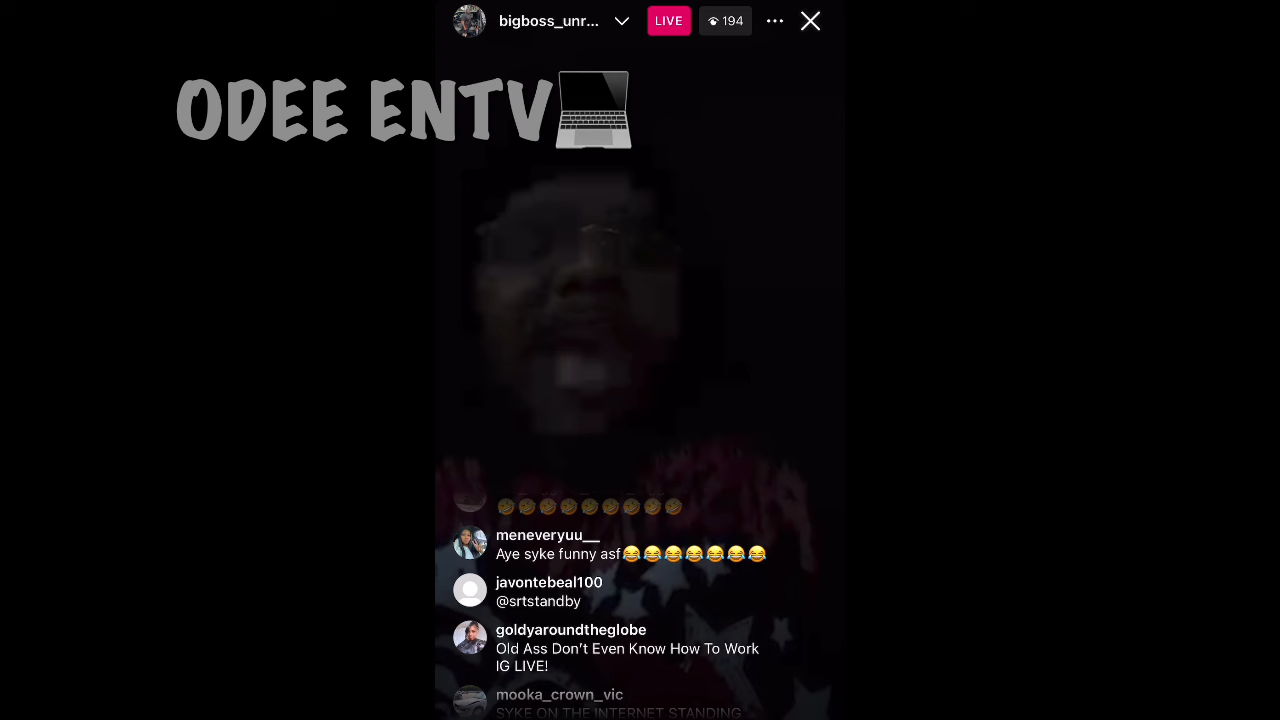 bigboss_unr...
LIVE
194
ODEE ENTV
meneveryuu__
Aye syke funny asf😂😂😂😂😂😂😂
javontebeal100
@srtstandby
goldyaroundtheglobe
Old Ass Don't Even Know How To Work
IG LIVE!
mooka_crown_vic
SYKE ON THE INTERNET STANDING